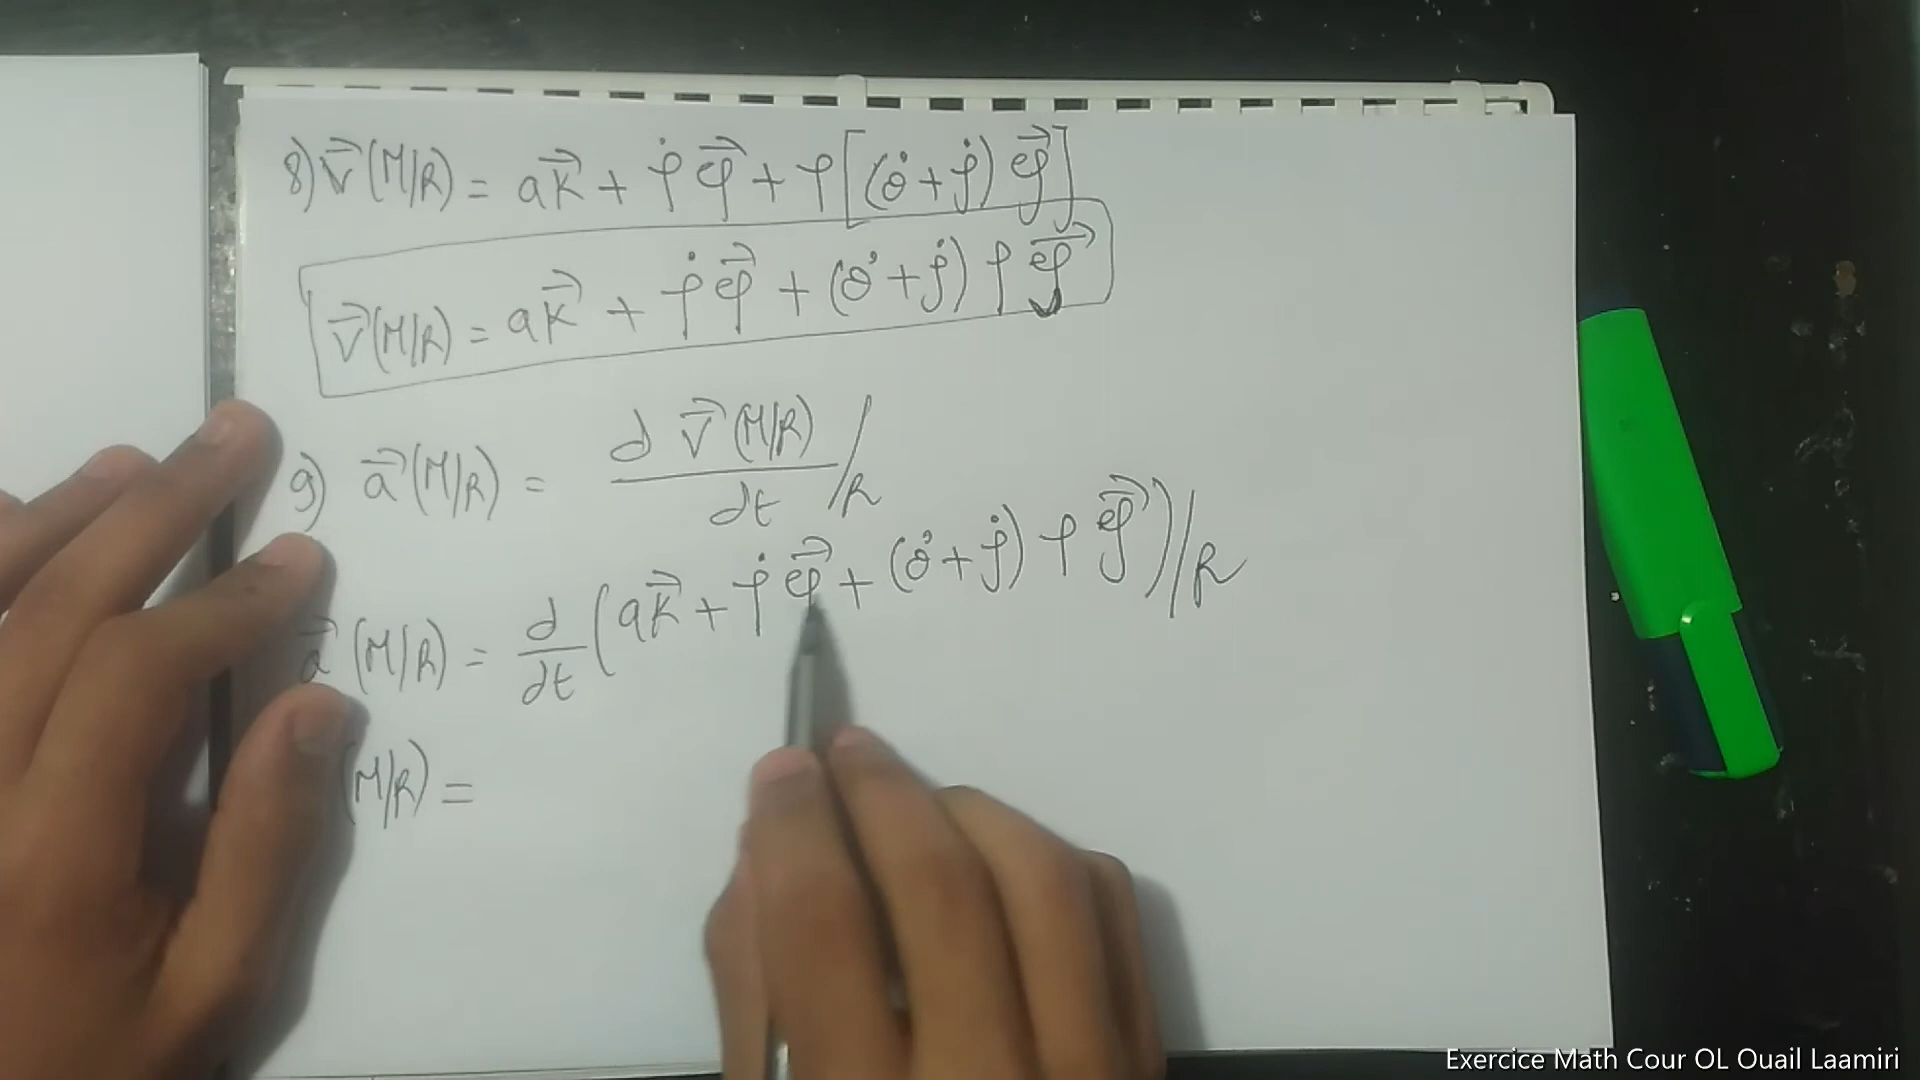 8) V⃗(M/R) = ak⃗ + ρ̇ e⃗ρ + ρ[(θ̇ + φ̇) e⃗φ]
V⃗(M/R) = ak⃗ + ρ̇ e⃗ρ + (θ̇ + φ̇) ρ e⃗φ
9) a⃗(M/R) = d V⃗(M/R) / dt /R
a⃗(M/R) = d/dt (ak⃗ + ρ̇ e⃗ρ + (θ̇ + φ̇) ρ e⃗φ)/R
(M/R) =
Exercice Math Cour OL Ouail Laamiri